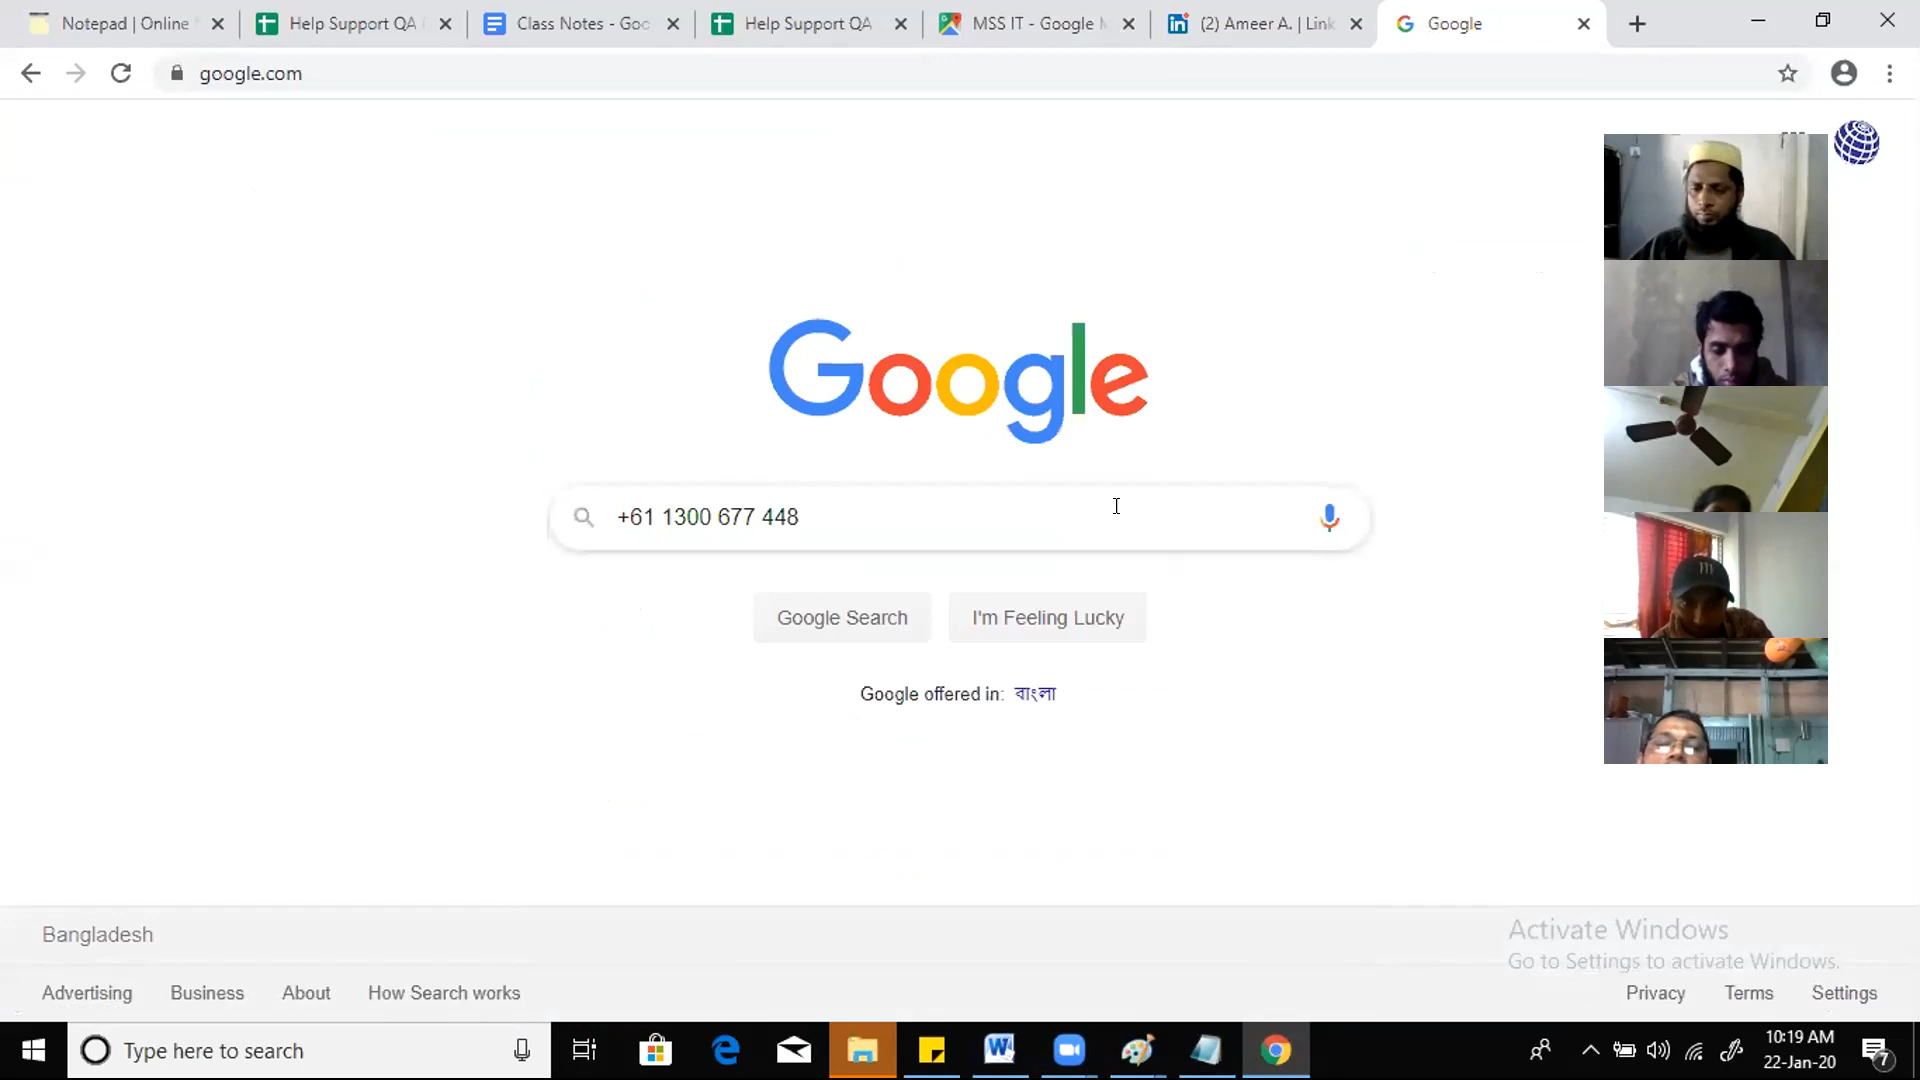 Notepad | Online
Help Support QA
Class Notes - Goo
Help Support QA
MSS IT - Google M
(2) Ameer A. | Link
Google
google.com
Google
+61 1300 677 448
Google Search
I'm Feeling Lucky
Google offered in: বাংলা
Bangladesh
Activate Windows
Go to Settings to activate Windows.
Advertising
Business
About
How Search works
Privacy
Terms
Settings
Type here to search
10:19 AM
22-Jan-20
7